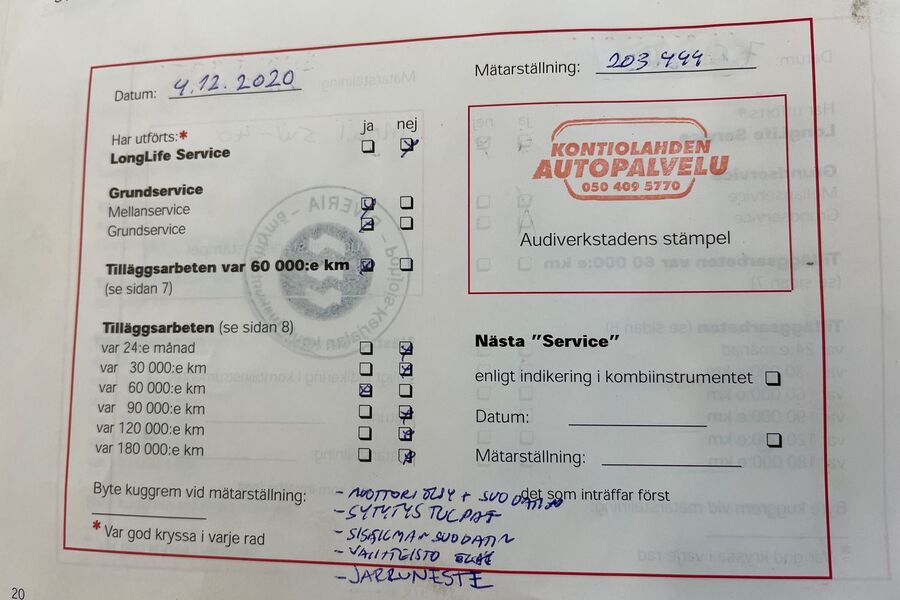 Datum: 4.12.2020
Mätarställning: 203.444
Har utförts:* ja nej
LongLife Service
Grundservice
Mellanservice
Grundservice
Tilläggsarbeten var 60 000:e km
(se sidan 7)
Tilläggsarbeten (se sidan 8)
var 24:e månad
var 30 000:e km
var 60 000:e km
var 90 000:e km
var 120 000:e km
var 180 000:e km
Byte kuggrem vid mätarställning:
* Var god kryssa i varje rad
KONTIOLAHDEN
AUTOPALVELU
050 409 5770
Audiverkstadens stämpel
Nästa "Service"
enligt indikering i kombiinstrumentet
Datum:
Mätarställning:
det som inträffar först
- MOOTTORIÖLJY + SUODATIN
- SYTYTYSTULPAT
- SISÄILMANSUODATIN
- VAIHTEISTO
- JARRUNESTE
20